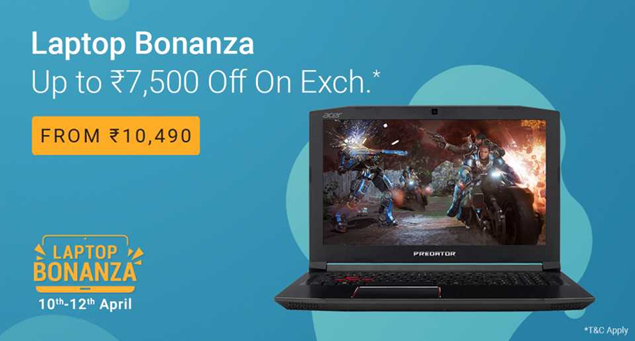 Laptop Bonanza
Up to ₹7,500 Off On Exch.*
FROM ₹10,490
acer
PREDATOR
LAPTOP
BONANZA
10th-12th April
*T&C Apply